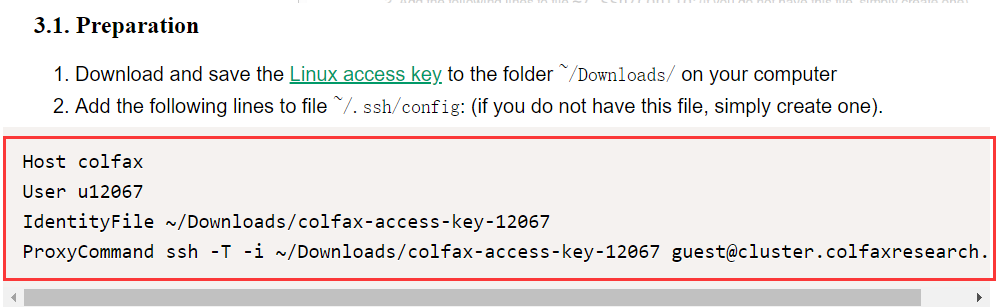 3.1. Preparation
1. Download and save the Linux access key to the folder ~/Downloads/ on your computer
2. Add the following lines to file ~/.ssh/config: (if you do not have this file, simply create one).
Host colfax
User u12067
IdentityFile ~/Downloads/colfax-access-key-12067
ProxyCommand ssh -T -i ~/Downloads/colfax-access-key-12067 guest@cluster.colfaxresearch.